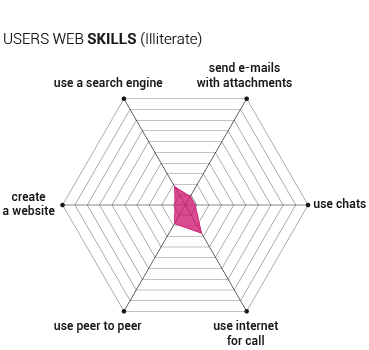 USERS WEB SKILLS (Illiterate)
send e-mails
with attachments
use a search engine
create
a website
use chats
use peer to peer
use internet
for call